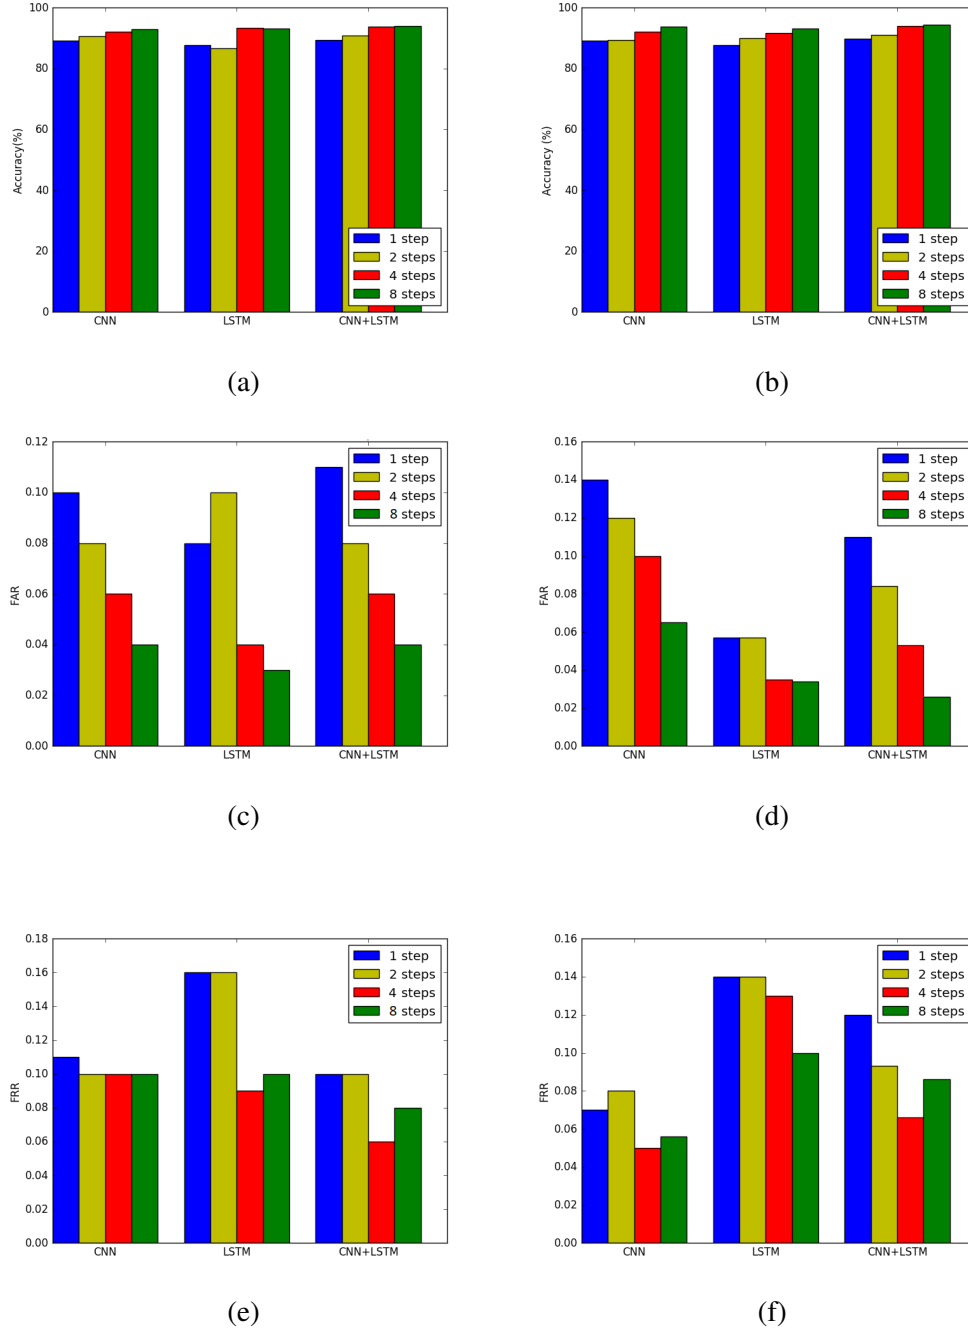 100
80
60
40
20
0
Accuracy(%)
1 step
2 steps
4 steps
8 steps
CNN
LSTM
CNN+LSTM
(a)
100
80
60
40
20
0
Accuracy (%)
1 step
2 steps
4 steps
8 steps
CNN
LSTM
CNN+LSTM
(b)
0.12
0.10
0.08
0.06
0.04
0.02
0.00
FAR
1 step
2 steps
4 steps
8 steps
CNN
LSTM
CNN+LSTM
(c)
0.16
0.14
0.12
0.10
0.08
0.06
0.04
0.02
0.00
FAR
1 step
2 steps
4 steps
8 steps
CNN
LSTM
CNN+LSTM
(d)
0.18
0.16
0.14
0.12
0.10
0.08
0.06
0.04
0.02
0.00
FRR
1 step
2 steps
4 steps
8 steps
CNN
LSTM
CNN+LSTM
(e)
0.16
0.14
0.12
0.10
0.08
0.06
0.04
0.02
0.00
FRR
1 step
2 steps
4 steps
8 steps
CNN
LSTM
CNN+LSTM
(f)